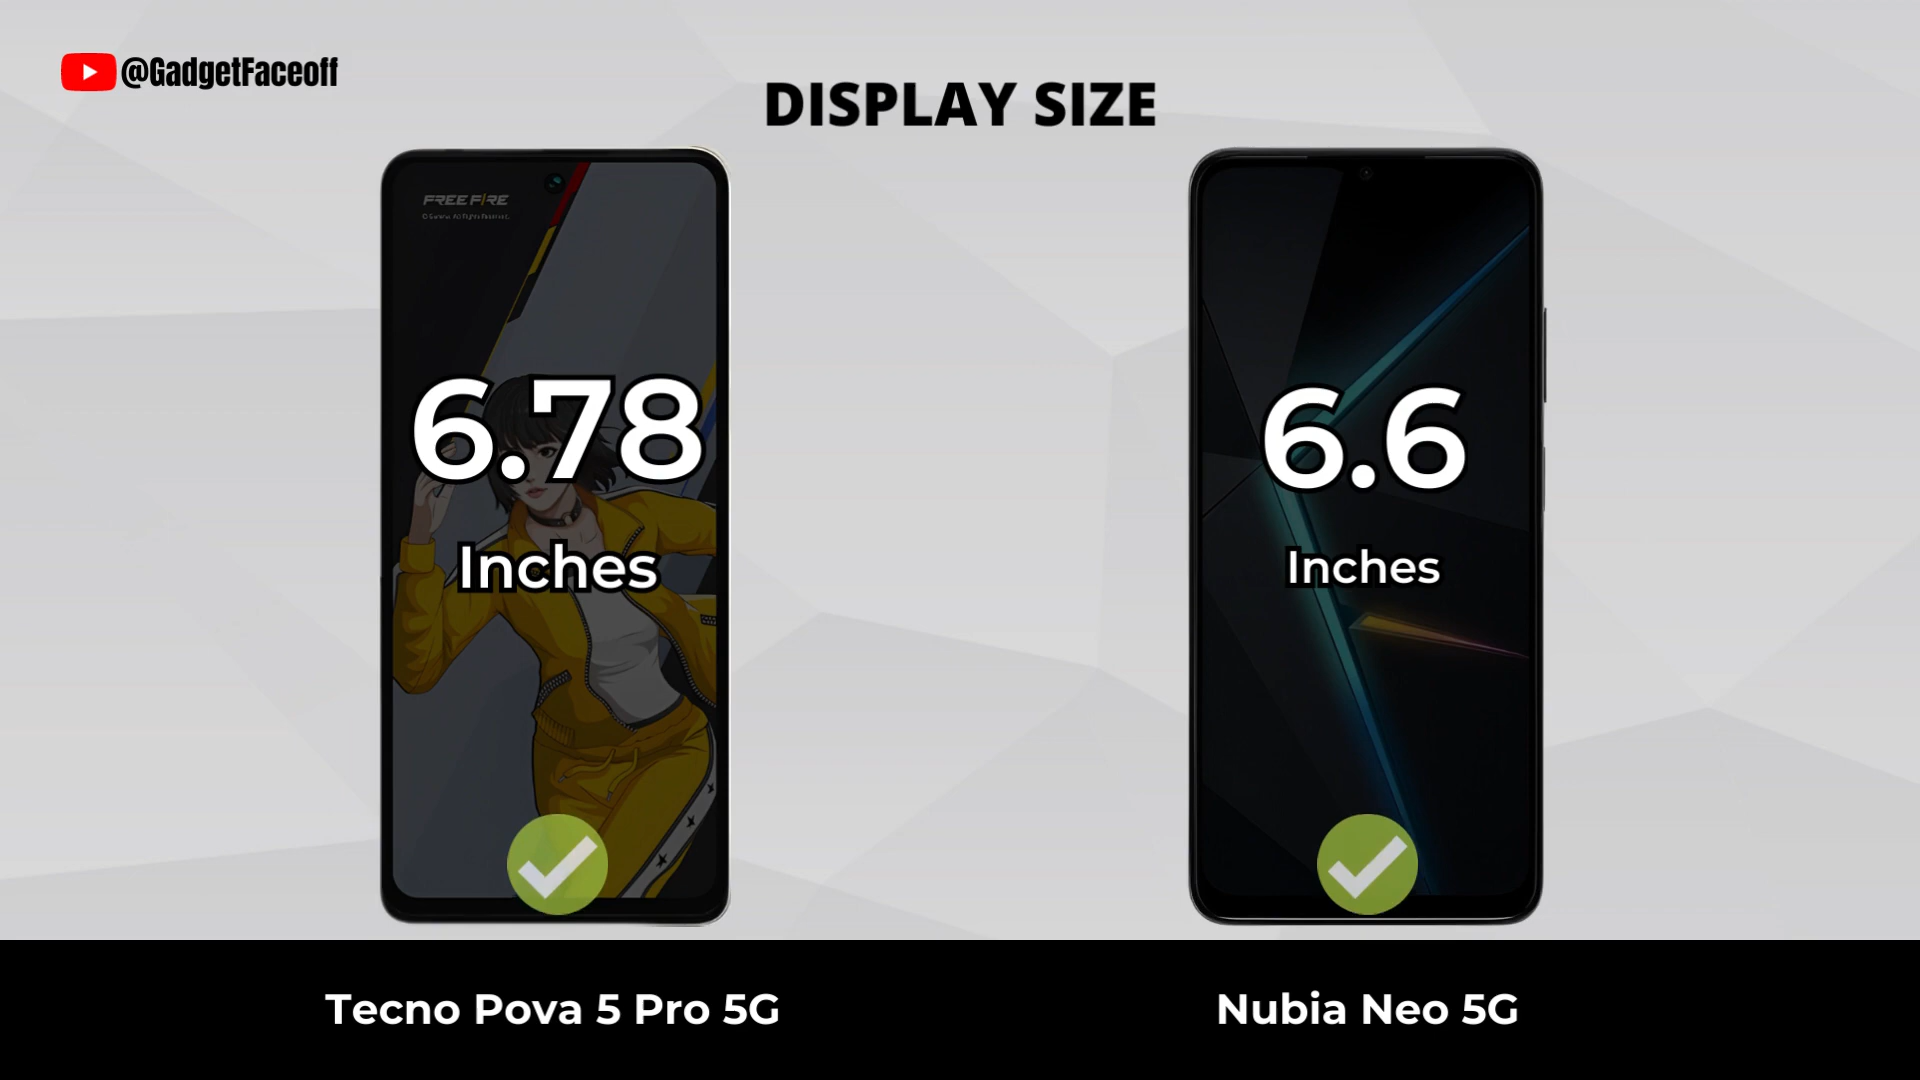 @GadgetFaceoff
DISPLAY SIZE
FREE FIRE
6.78
Inches
6.6
Inches
Tecno Pova 5 Pro 5G
Nubia Neo 5G